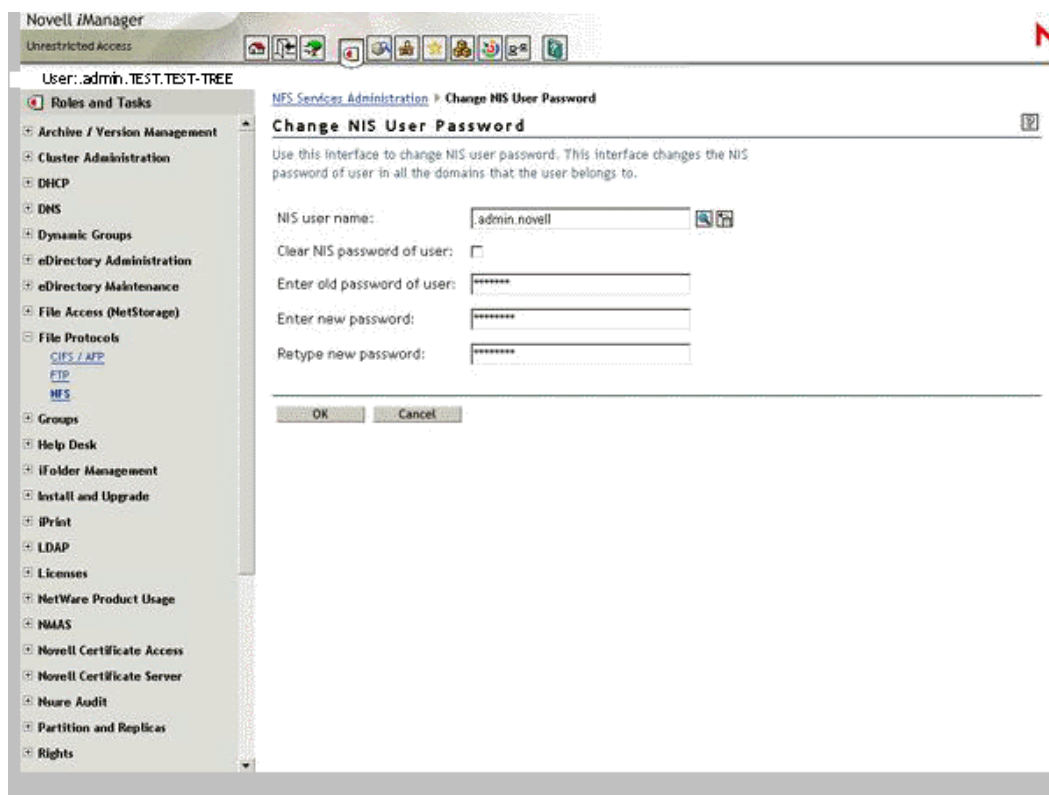 Novell iManager
Unrestricted Access
N
User:.admin.TEST.TEST-TREE
Roles and Tasks
Archive / Version Management
Cluster Administration
DHCP
DNS
Dynamic Groups
eDirectory Administration
eDirectory Maintenance
File Access (NetStorage)
File Protocols
CIFS / AFP
FTP
NFS
Groups
Help Desk
iFolder Management
Install and Upgrade
iPrint
LDAP
Licenses
NetWare Product Usage
NMAS
Novell Certificate Access
Novell Certificate Server
Nsure Audit
Partition and Replicas
Rights
NFS Services Administration Change NIS User Password
Change NIS User Password
?
Use this interface to change NIS user password. This interface changes the NIS
password of user in all the domains that the user belongs to.
NIS user name: .admin.novell
Clear NIS password of user:
Enter old password of user: *******
Enter new password: ********
Retype new password: ********
OK Cancel